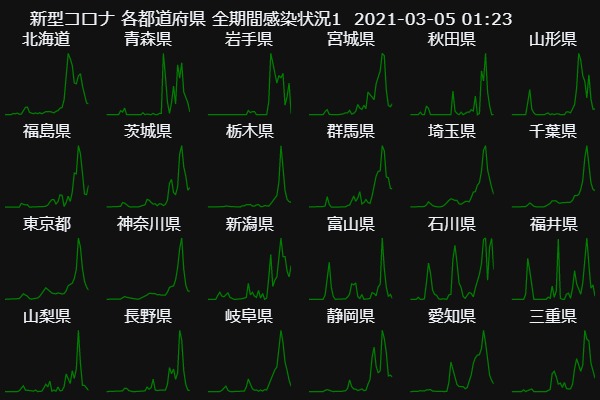 新型コロナ 各都道府県 全期間感染状況1 2021-03-05 01:23
北海道 青森県 岩手県 宮城県 秋田県 山形県
福島県 茨城県 栃木県 群馬県 埼玉県 千葉県
東京都 神奈川県 新潟県 富山県 石川県 福井県
山梨県 長野県 岐阜県 静岡県 愛知県 三重県